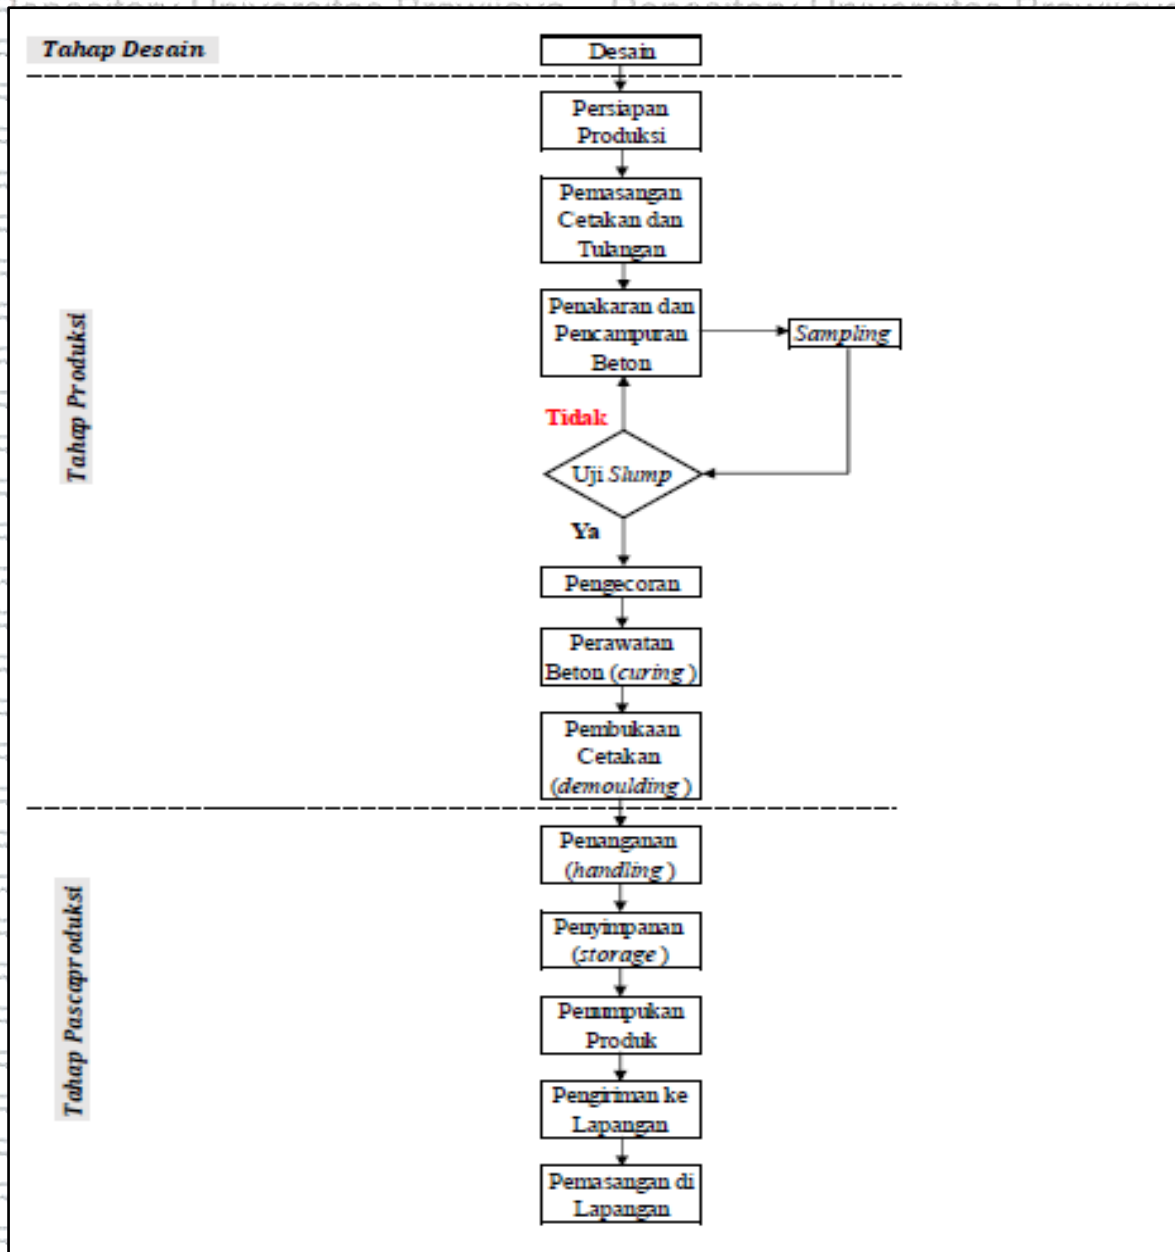 Tahap Desain
Desain
Persiapan
Produksi
Pemasangan
Cetakan dan
Tulangan
Tahap Produksi
Penakaran dan
Pencampuran
Beton
Sampling
Tidak
Uji Slump
Ya
Pengecoran
Perawatan
Beton (curing)
Pembukaan
Cetakan
(demoulding)
Tahap Pascaproduksi
Penanganan
(handling)
Penyimpanan
(storage)
Penumpukan
Produk
Pengiriman ke
Lapangan
Pemasangan di
Lapangan